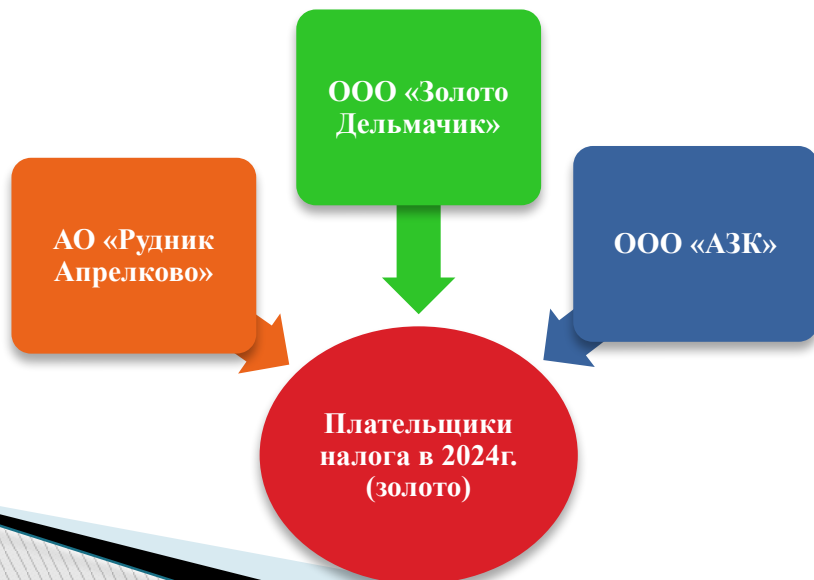 ООО «Золото
Дельмачик»
АО «Рудник
Апрелково»
ООО «АЗК»
Плательщики
налога в 2024г.
(золото)